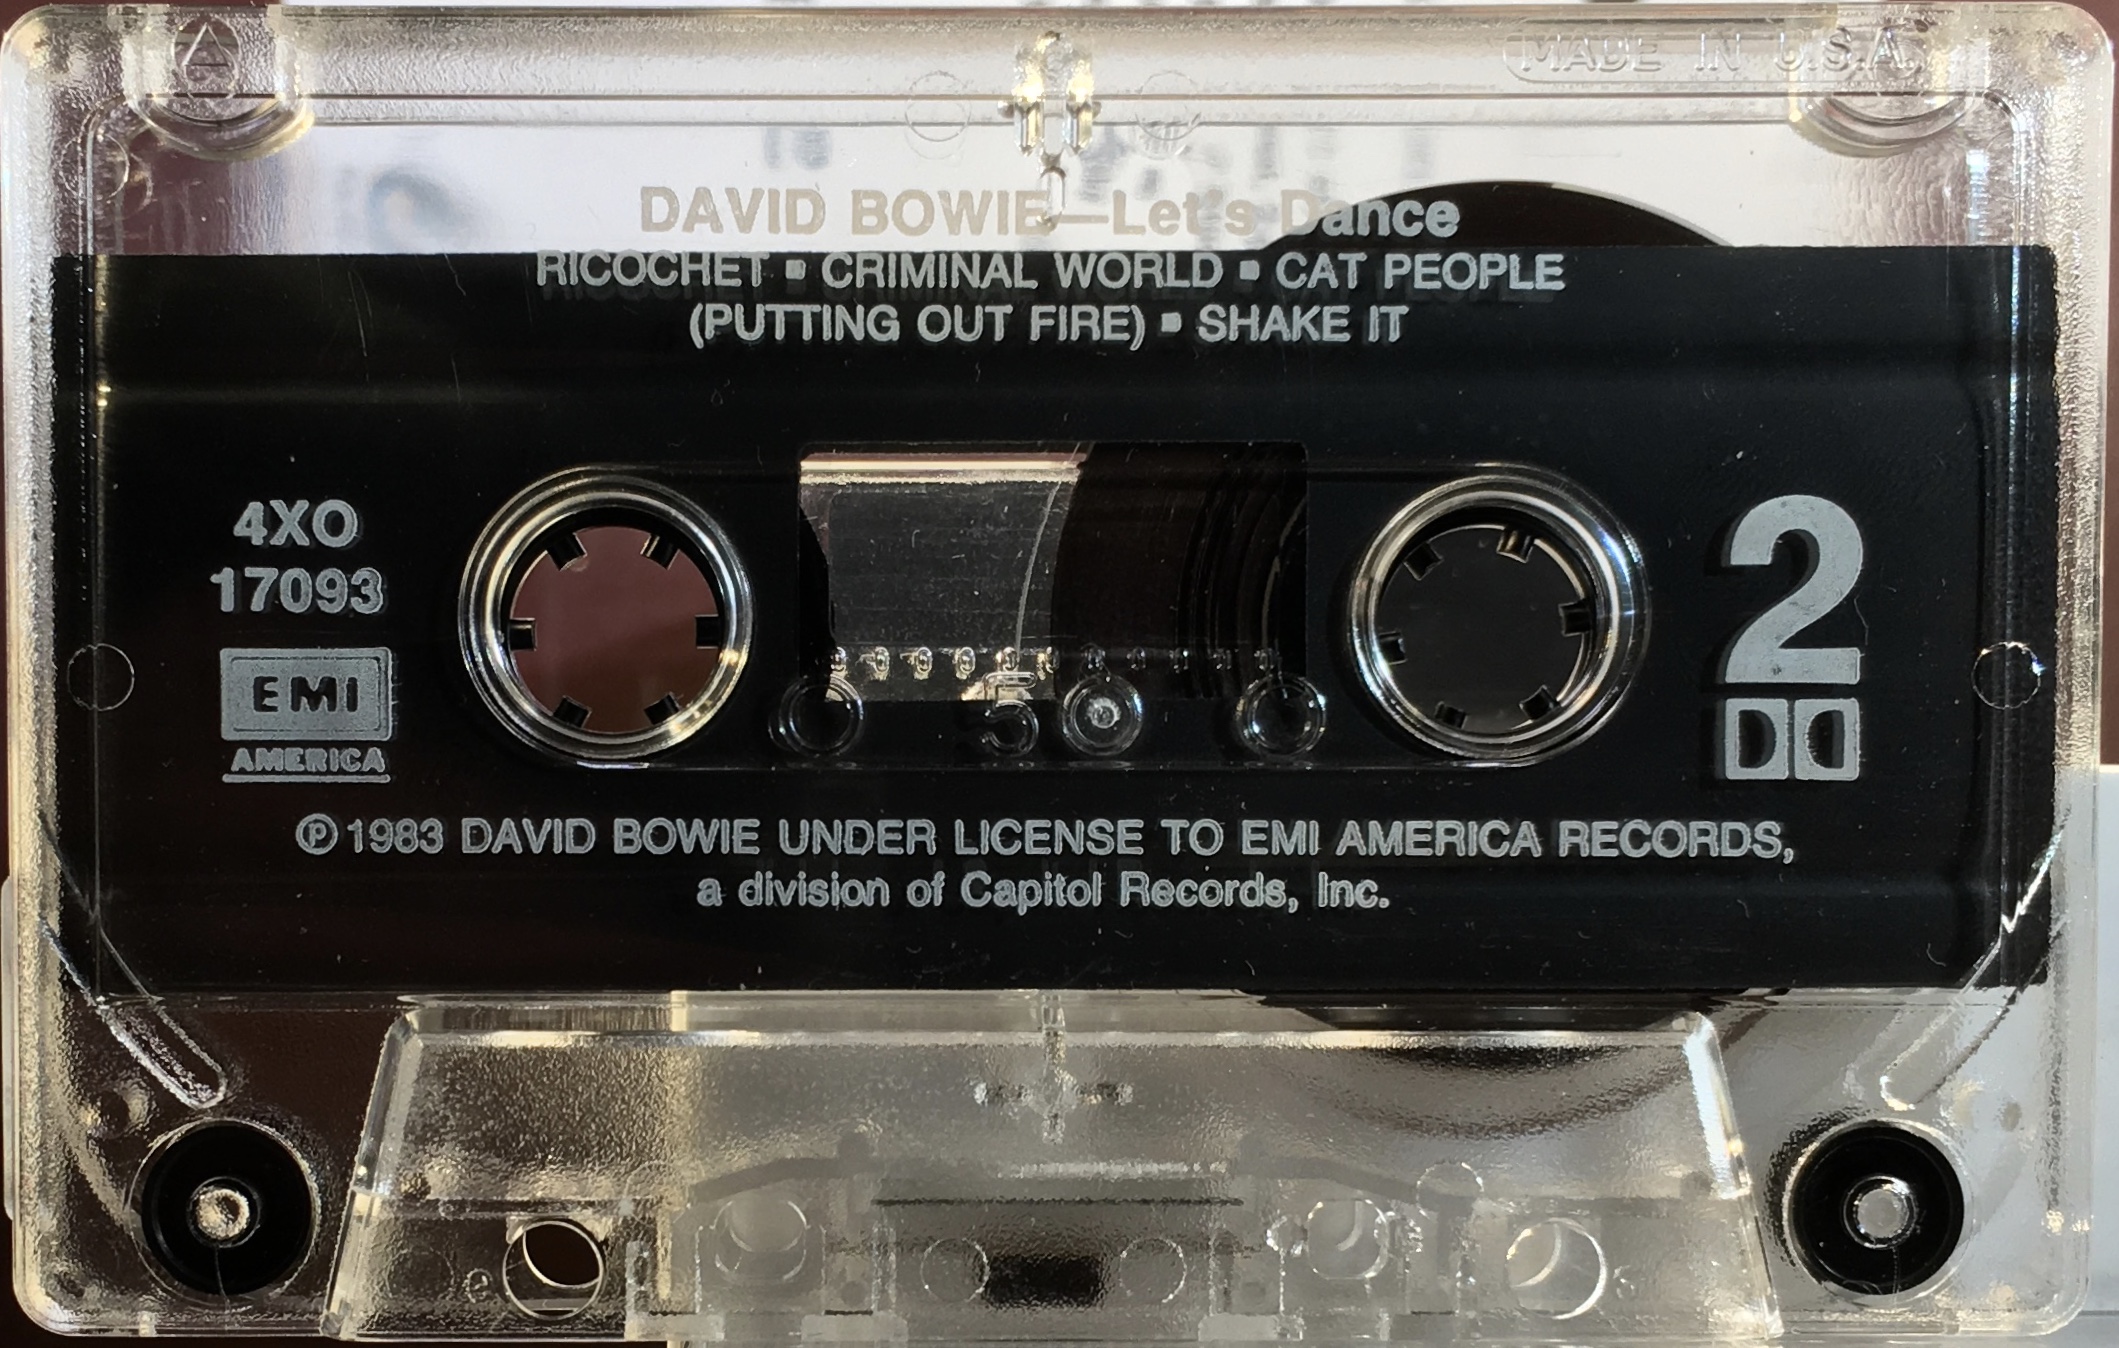 MADE IN U.S.A.
DAVID BOWIE—Let's Dance
RICOCHET ▪ CRIMINAL WORLD ▪ CAT PEOPLE
(PUTTING OUT FIRE) ▪ SHAKE IT
4XO
17093
EMI
AMERICA
2
5
℗ 1983 DAVID BOWIE UNDER LICENSE TO EMI AMERICA RECORDS,
a division of Capitol Records, Inc.